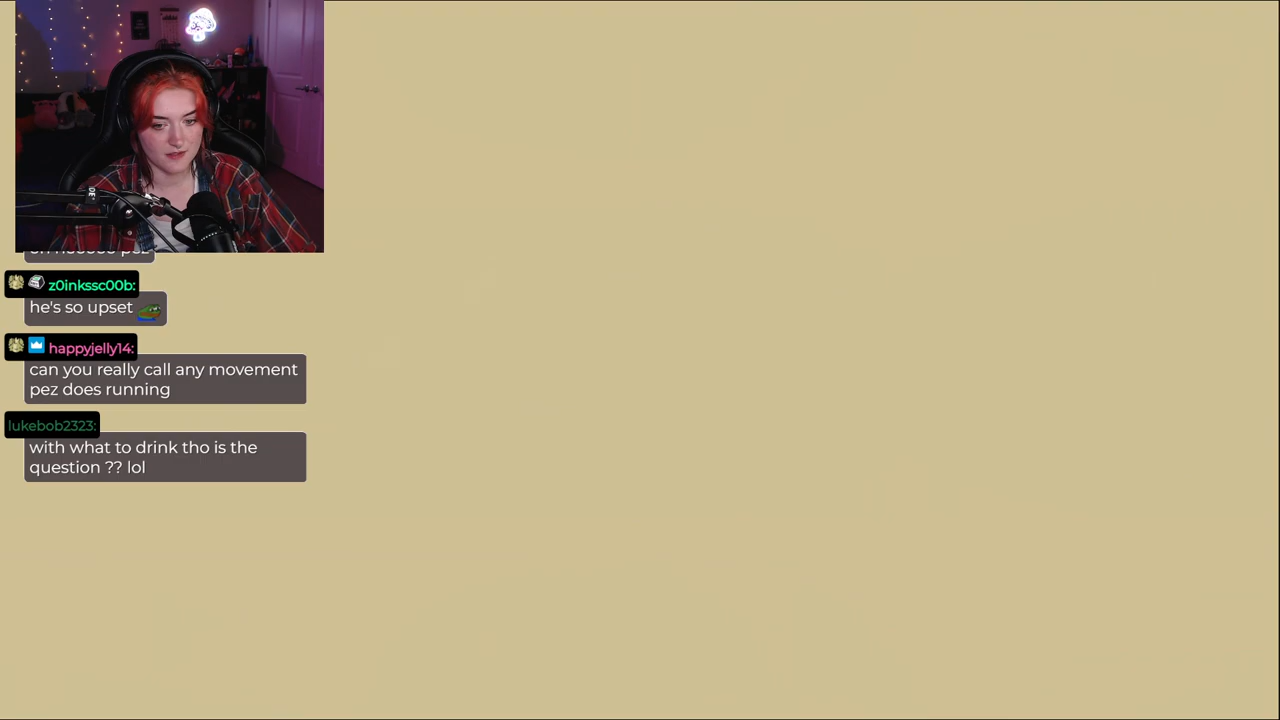 z0inkssc00b:
he's so upset
happyjelly14:
can you really call any movement
pez does running
lukebob2323:
with what to drink tho is the
question ?? lol